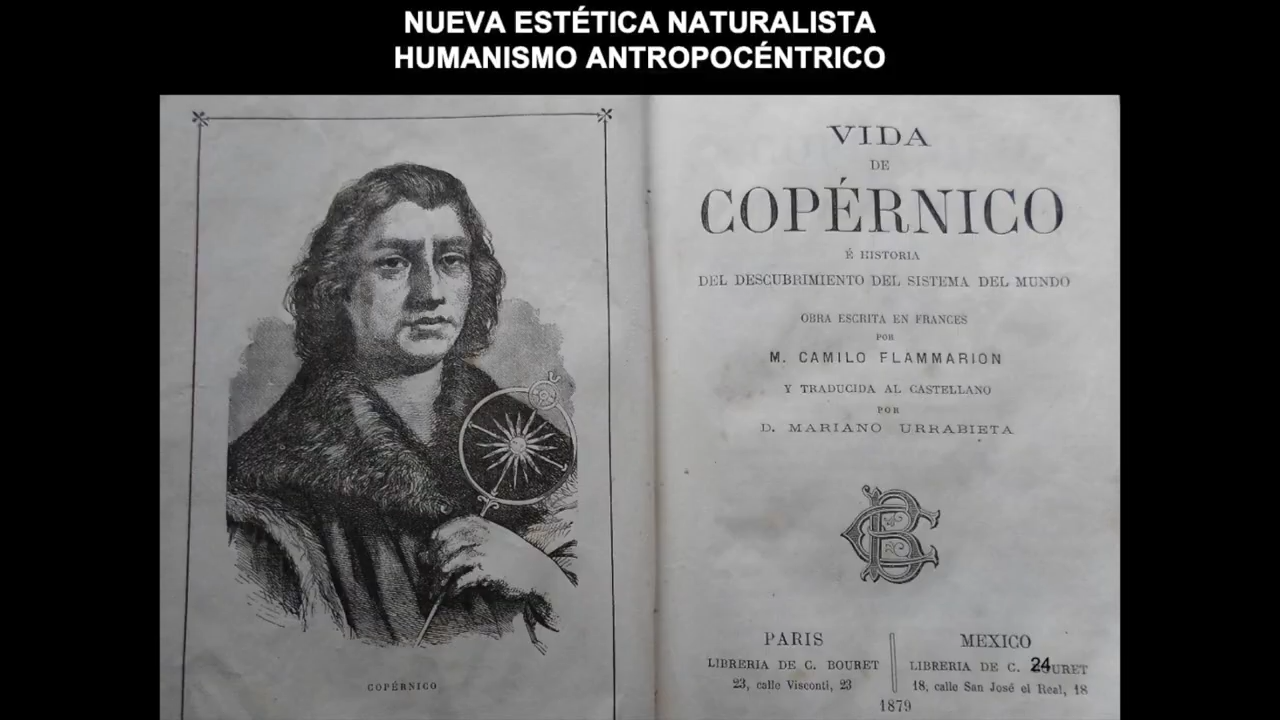 NUEVA ESTÉTICA NATURALISTA
HUMANISMO ANTROPOCÉNTRICO
COPÉRNICO
VIDA
DE
COPÉRNICO
É HISTORIA
DEL DESCUBRIMIENTO DEL SISTEMA DEL MUNDO
OBRA ESCRITA EN FRANCES
POR
M. CAMILO FLAMMARION
Y TRADUCIDA AL CASTELLANO
POR
D. MARIANO URRABIETA
CB
PARIS
LIBRERIA DE C. BOURET
23, calle Visconti, 23
MEXICO
LIBRERIA DE C.
24
18, calle San José el Real, 18
1879